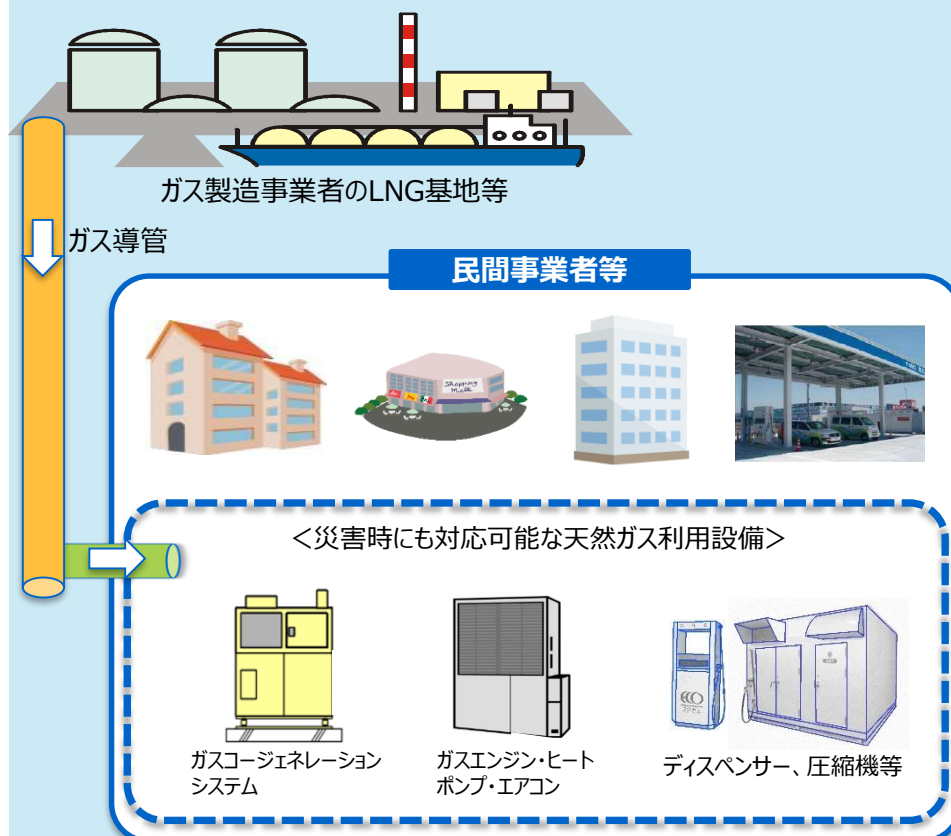 ガス製造事業者のLNG基地等
ガス導管
民間事業者等
Shopping
Mall
＜災害時にも対応可能な天然ガス利用設備＞
ECO
ガスコージェネレーション
システム
ガスエンジン・ヒート
ポンプ・エアコン
ディスペンサー、圧縮機等